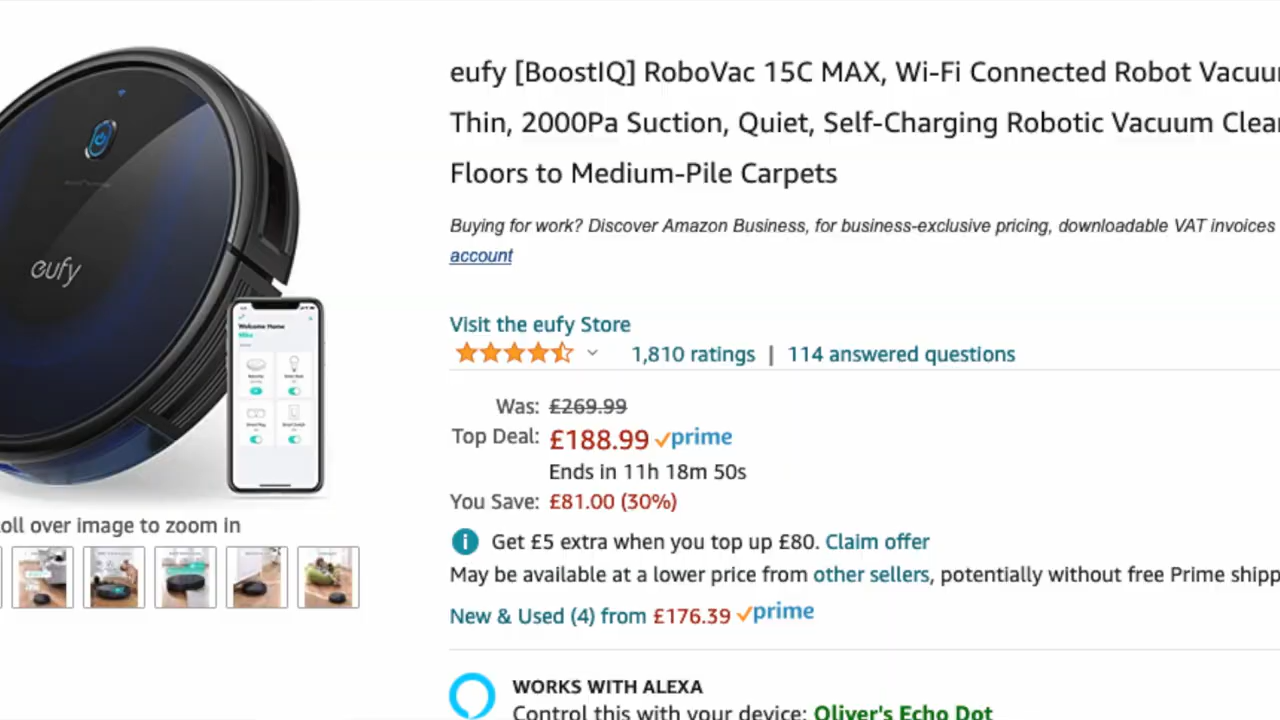 eufy [BoostIQ] RoboVac 15C MAX, Wi-Fi Connected Robot
Thin, 2000Pa Suction, Quiet, Self-Charging Robotic Vacuum
Floors to Medium-Pile Carpets
Buying for work? Discover Amazon Business, for business-exclusive pricing, downloadable VAT invoices
account
eufy
Welcome Home
Visit the eufy Store
1,810 ratings | 114 answered questions
Was: £269.99
Top Deal: £188.99 prime
Ends in 11h 18m 50s
You Save: £81.00 (30%)
over image to zoom in
i Get £5 extra when you top up £80. Claim offer
May be available at a lower price from other sellers, potentially without free Prime
New & Used (4) from £176.39 prime
WORKS WITH ALEXA
Control this with your device: Oliver's Echo Dot